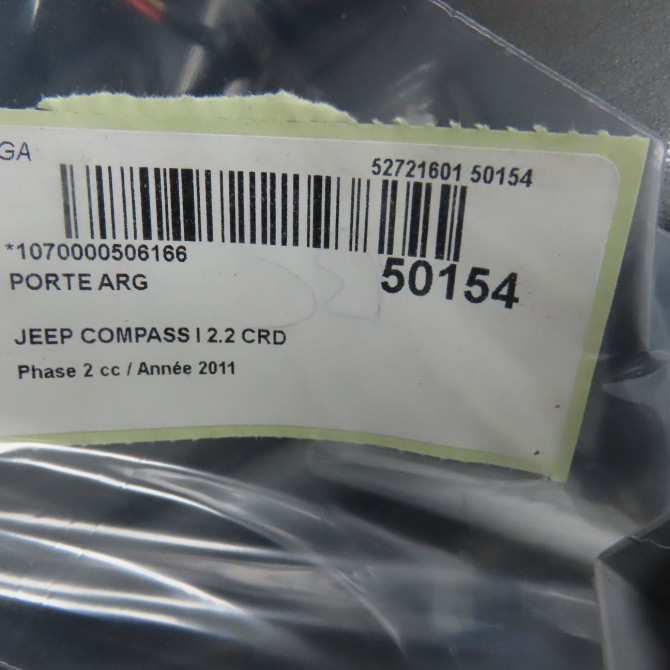 GA
52721601 50154
*1070000506166
50154
PORTE ARG
JEEP COMPASS I 2.2 CRD
Phase 2 cc / Année 2011